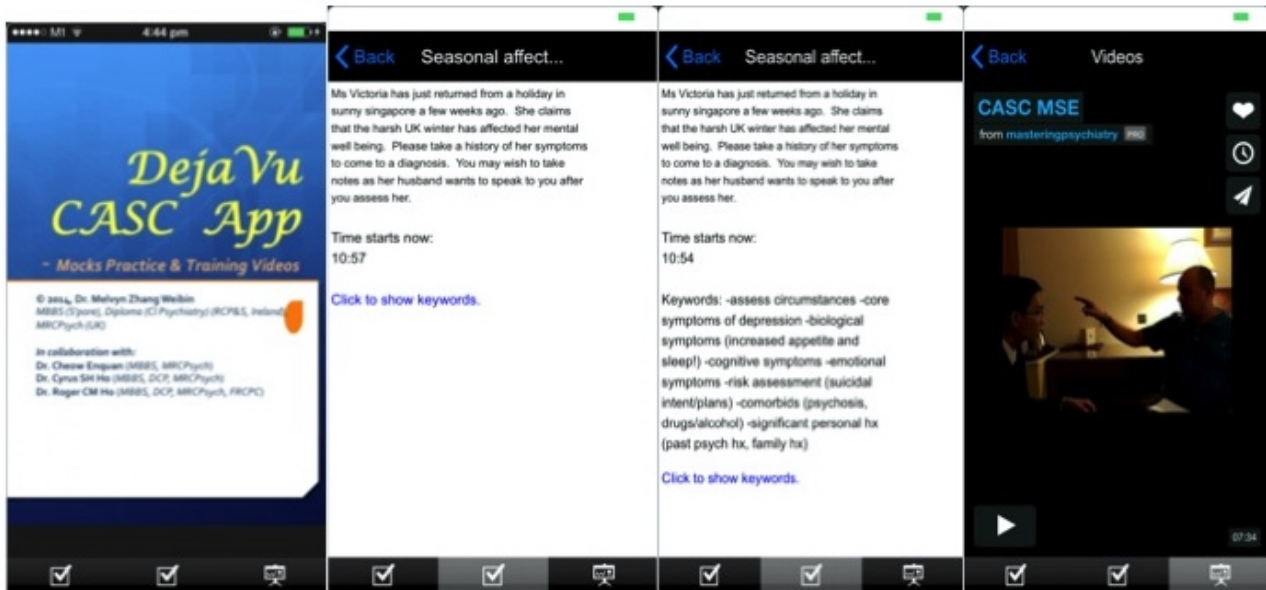 M1 4:44 pm
DejaVu
CASC App
~ Mocks Practice & Training Videos
© 2014, Dr. Melvyn Zhang Weibin
MBBS (S'pore), Diploma (Cl Psychiatry) (RCP&S, Ireland),
MRCPsych (UK)
In collaboration with:
Dr. Cheow Enquan (MBBS, MRCPsych)
Dr. Cyrus SH Ho (MBBS, DCP, MRCPsych)
Dr. Roger CM Ho (MBBS, DCP, MRCPsych, FRCPC)
Back Seasonal affect...
Ms Victoria has just returned from a holiday in
sunny singapore a few weeks ago. She claims
that the harsh UK winter has affected her mental
well being. Please take a history of her symptoms
to come to a diagnosis. You may wish to take
notes as her husband wants to speak to you after
you assess her.
Time starts now:
10:57
Click to show keywords.
Back Seasonal affect...
Ms Victoria has just returned from a holiday in
sunny singapore a few weeks ago. She claims
that the harsh UK winter has affected her mental
well being. Please take a history of her symptoms
to come to a diagnosis. You may wish to take
notes as her husband wants to speak to you after
you assess her.
Time starts now:
10:54
Keywords: -assess circumstances -core
symptoms of depression -biological
symptoms (increased appetite and
sleep!) -cognitive symptoms -emotional
symptoms -risk assessment (suicidal
intent/plans) -comorbids (psychosis,
drugs/alcohol) -significant personal hx
(past psych hx, family hx)
Click to show keywords.
Back Videos
CASC MSE
from masteringpsychiatry PRO
07:34